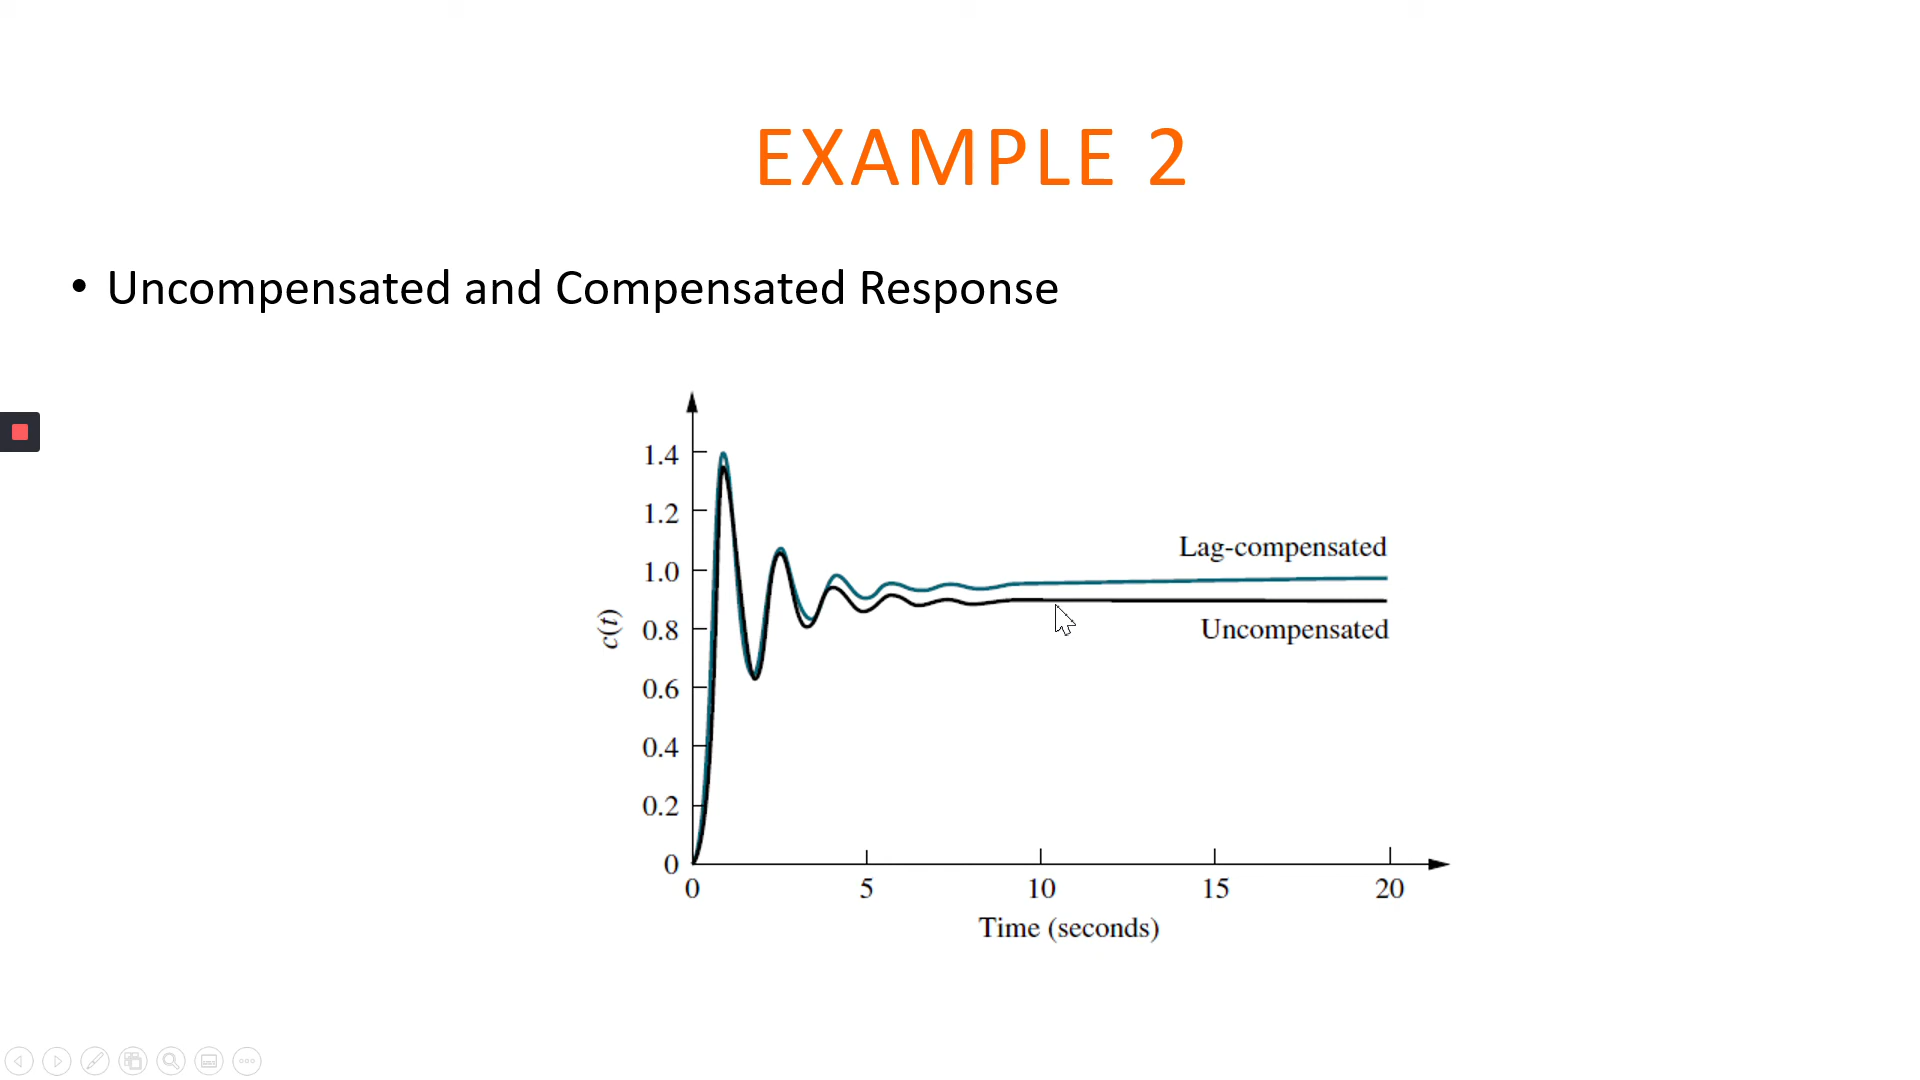 EXAMPLE 2
• Uncompensated and Compensated Response
1.4
1.2
1.0
0.8
0.6
0.4
0.2
0
c(t)
Lag-compensated
Uncompensated
0 5 10 15 20
Time (seconds)